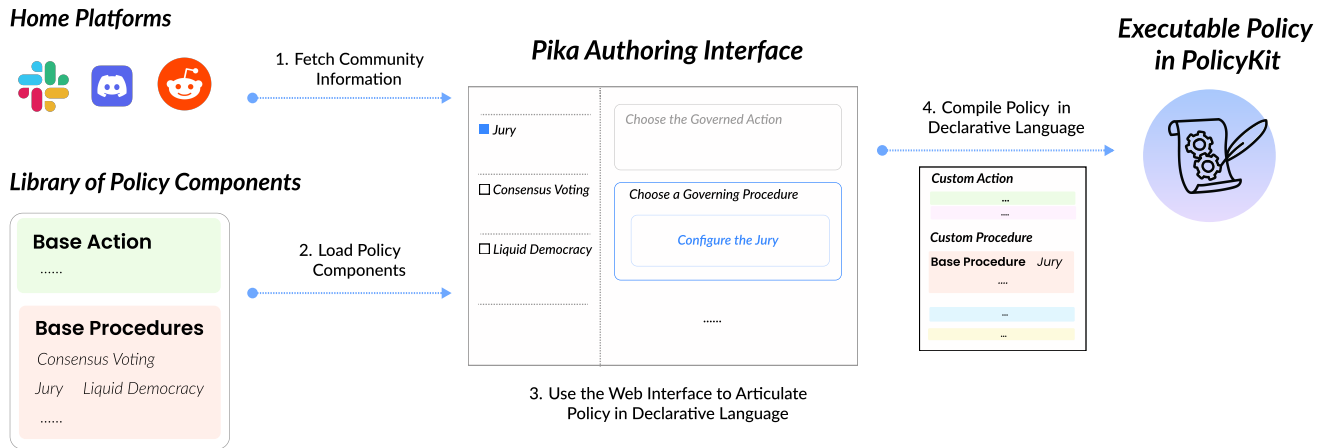 Home Platforms
1. Fetch Community
Information
Library of Policy Components
Base Action
......
Base Procedures
Consensus Voting
Jury Liquid Democracy
......
2. Load Policy
Components
Pika Authoring Interface
Jury
Consensus Voting
Liquid Democracy
Choose the Governed Action
Choose a Governing Procedure
Configure the Jury
......
3. Use the Web Interface to Articulate
Policy in Declarative Language
4. Compile Policy in
Declarative Language
Custom Action
...
....
Custom Procedure
Base Procedure Jury
....
...
...
Executable Policy
in PolicyKit